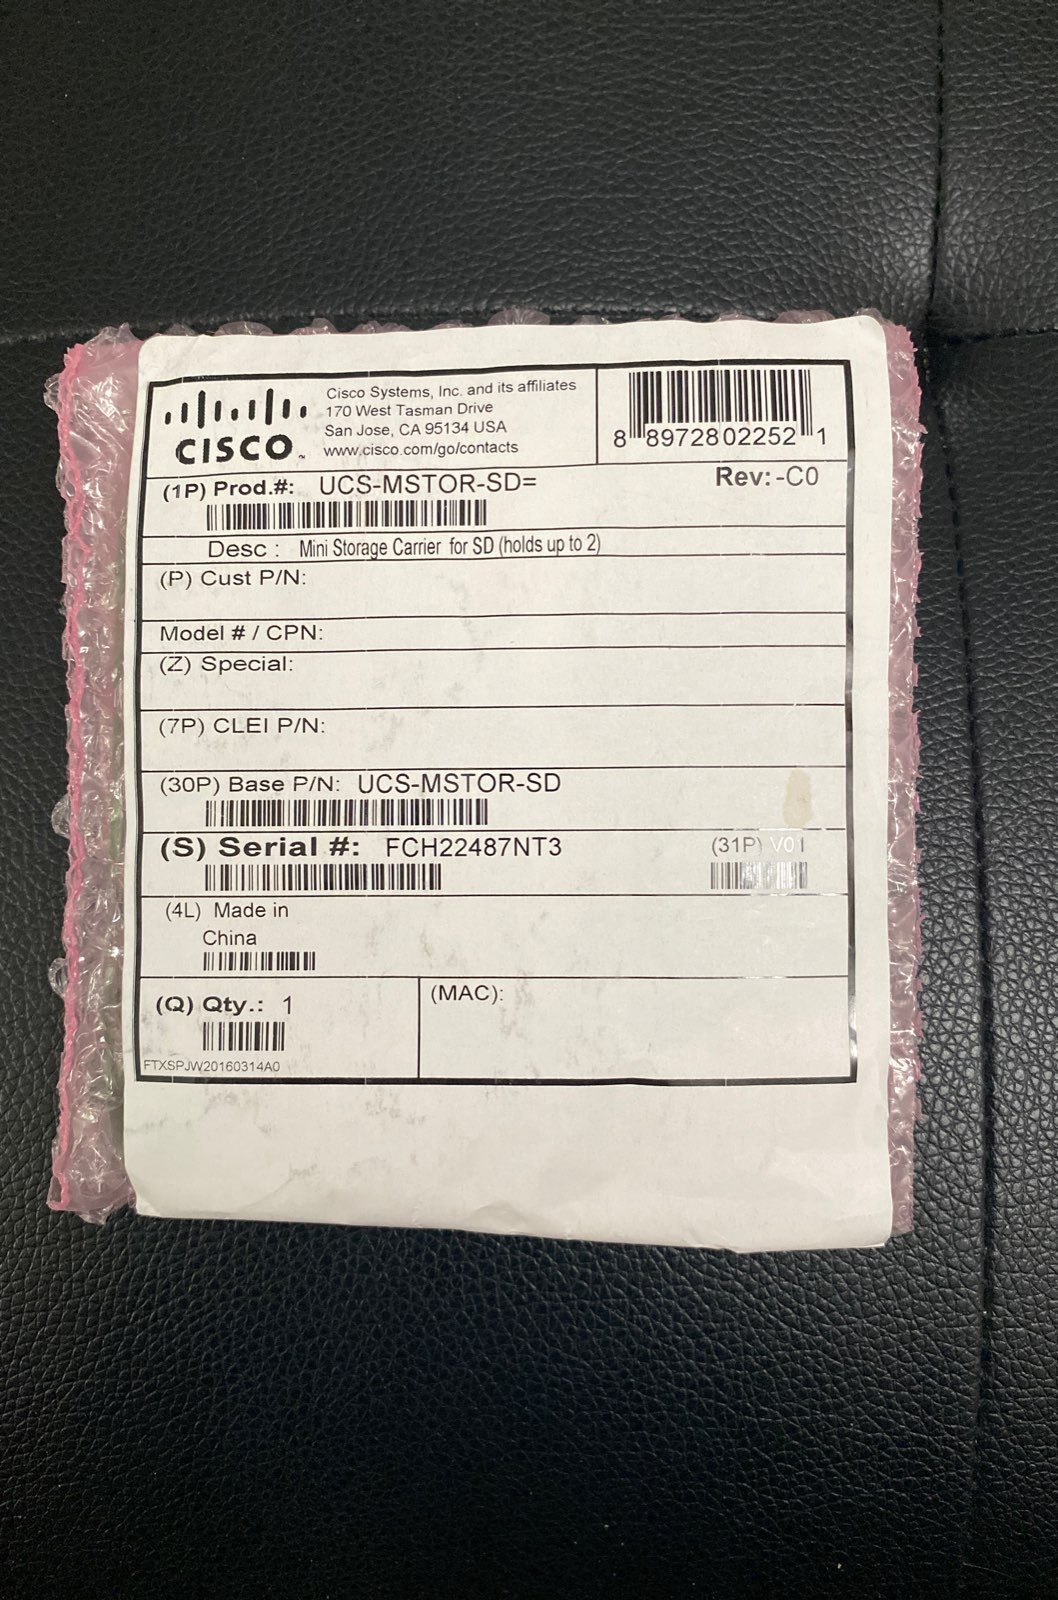 CISCO™
Cisco Systems, Inc. and its affiliates
170 West Tasman Drive
San Jose, CA 95134 USA
www.cisco.com/go/contacts
8 8972802252 1
(1P) Prod.#: UCS-MSTOR-SD=
Rev: -C0
Desc : Mini Storage Carrier for SD (holds up to 2)
(P) Cust P/N:
Model # / CPN:
(Z) Special:
(7P) CLEI P/N:
(30P) Base P/N: UCS-MSTOR-SD
(S) Serial #: FCH22487NT3
(31P) V01
(4L) Made in
China
(Q) Qty.: 1
(MAC):
FTXSPJW20160314A0